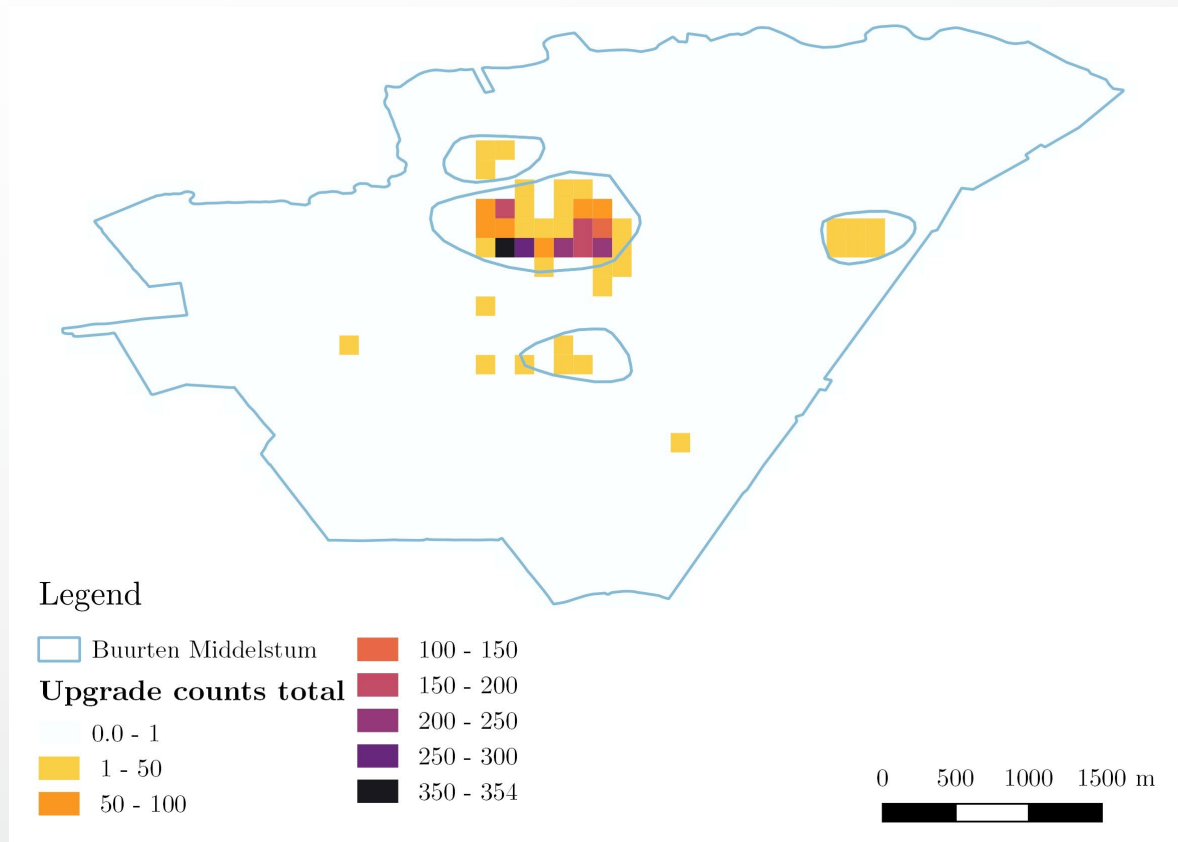 Legend
Buurten Middelstum
Upgrade counts total
0.0 - 1
1 - 50
50 - 100
100 - 150
150 - 200
200 - 250
250 - 300
350 - 354
0 500 1000 1500 m